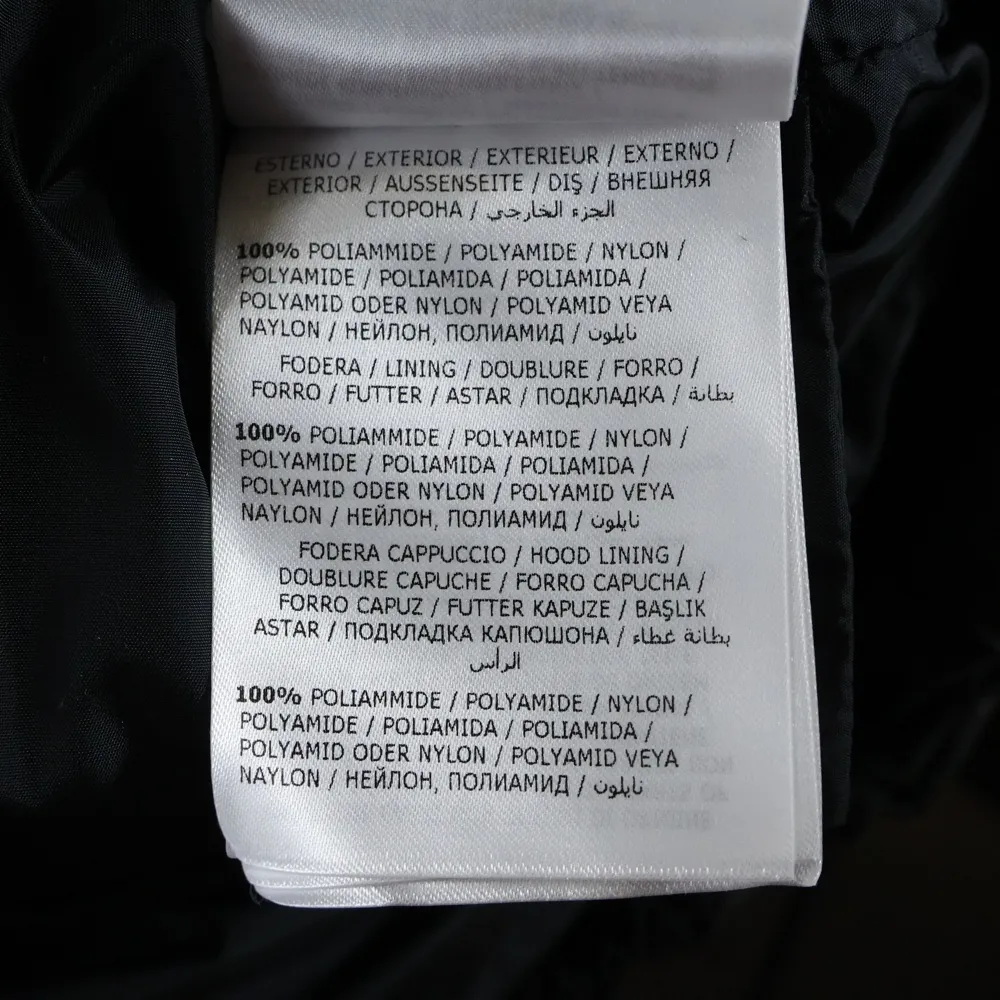 ESTERNO / EXTERIOR / EXTERIEUR / EXTERNO /
EXTERIOR / AUSSENSEITE / DIŞ / ВНЕШНЯЯ
СТОРОНА / الجزء الخارجي
100% POLIAMMIDE / POLYAMIDE / NYLON /
POLYAMIDE / POLIAMIDA / POLIAMIDA /
POLYAMID ODER NYLON / POLYAMID VEYA
NAYLON / НЕЙЛОН, ПОЛИАМИД / نايلون
FODERA / LINING / DOUBLURE / FORRO /
FORRO / FUTTER / ASTAR / ПОДКЛАДКА / بطانة
100% POLIAMMIDE / POLYAMIDE / NYLON /
POLYAMIDE / POLIAMIDA / POLIAMIDA /
POLYAMID ODER NYLON / POLYAMID VEYA
NAYLON / НЕЙЛОН, ПОЛИАМИД / نايلون
FODERA CAPPUCCIO / HOOD LINING /
DOUBLURE CAPUCHE / FORRO CAPUCHA /
FORRO CAPUZ / FUTTER KAPUZE / BAŞLIK
ASTAR / ПОДКЛАДКА КАПЮШОНА / بطانة غطاء
الرأس
100% POLIAMMIDE / POLYAMIDE / NYLON /
POLYAMIDE / POLIAMIDA / POLIAMIDA /
POLYAMID ODER NYLON / POLYAMID VEYA
NAYLON / НЕЙЛОН, ПОЛИАМИД / نايلون